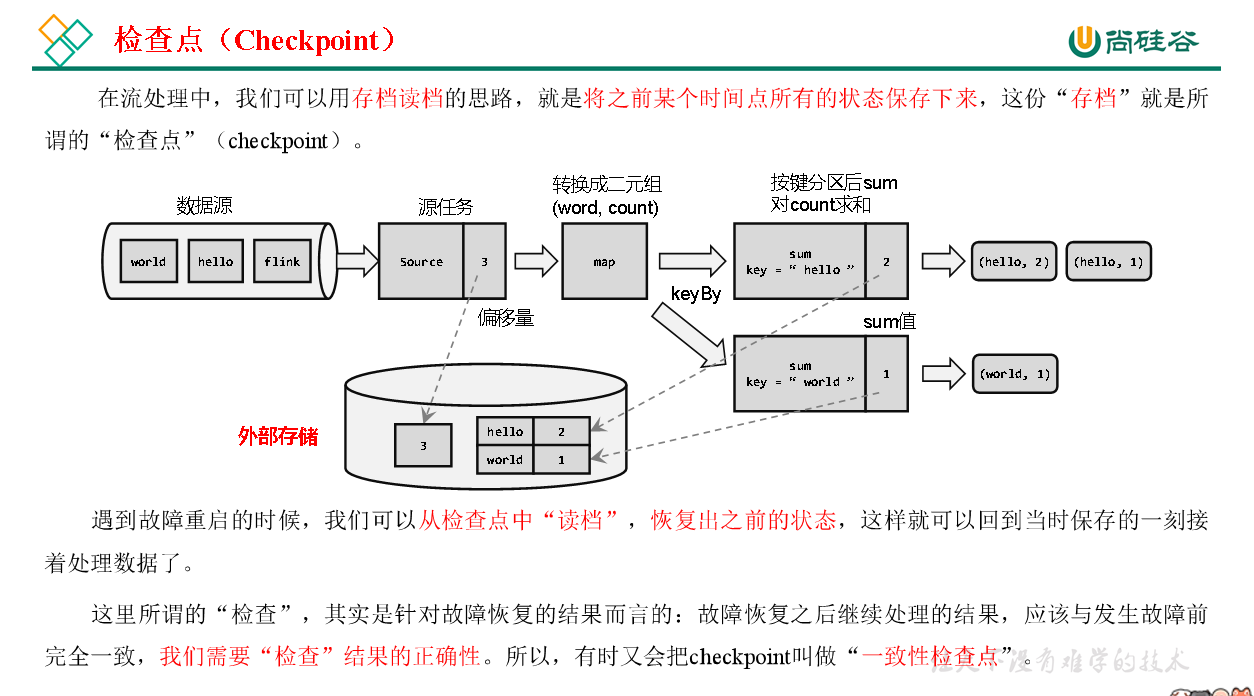 检查点（Checkpoint）
尚硅谷
在流处理中，我们可以用存档读档的思路，就是将之前某个时间点所有的状态保存下来，这份“存档”就是所
谓的“检查点”（checkpoint）。
数据源
源任务
转换成二元组
(word, count)
按键分区后sum
对count求和
world
hello
flink
Source
3
map
sum
key = “ hello ”
2
(hello, 2)
(hello, 1)
keyBy
偏移量
sum值
sum
key = “ world ”
1
(world, 1)
外部存储
3
hello
2
world
1
遇到故障重启的时候，我们可以从检查点中“读档”，恢复出之前的状态，这样就可以回到当时保存的一刻接
着处理数据了。
这里所谓的“检查”，其实是针对故障恢复的结果而言的：故障恢复之后继续处理的结果，应该与发生故障前
完全一致，我们需要“检查”结果的正确性。所以，有时又会把checkpoint叫做“一致性检查点”。
没有难学的技术